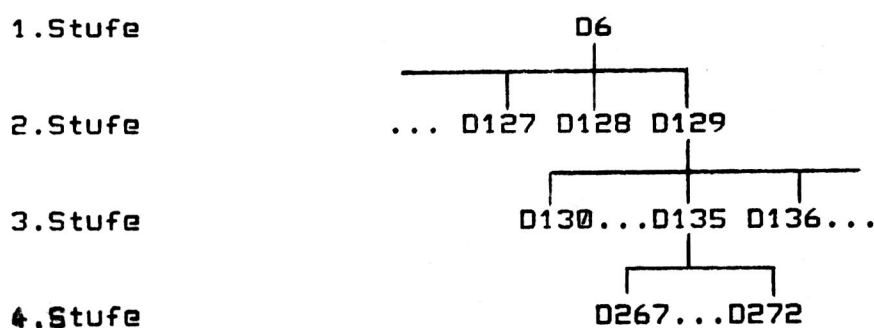 1.Stufe D6
2.Stufe ... D127 D128 D129
3.Stufe D130...D135 D136...
4.Stufe D267...D272